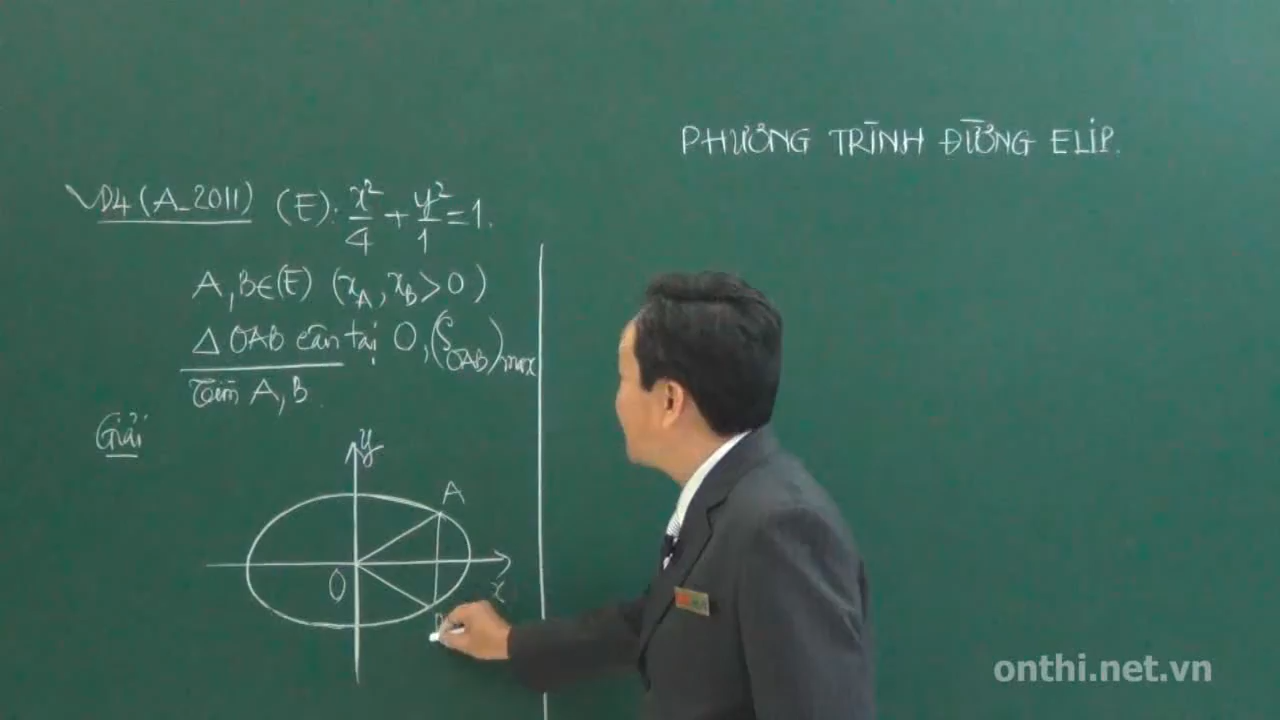 PHƯƠNG TRÌNH ĐƯỜNG ELIP.
VD4 (A_2011) (E): x²/4 + y²/1 = 1.
A, B ∈ (E) (x_A, x_B > 0)
Δ OAB cân tại O, (S_OAB)max
Tìm A, B.
Giải
y
A
O
x
onthi.net.vn